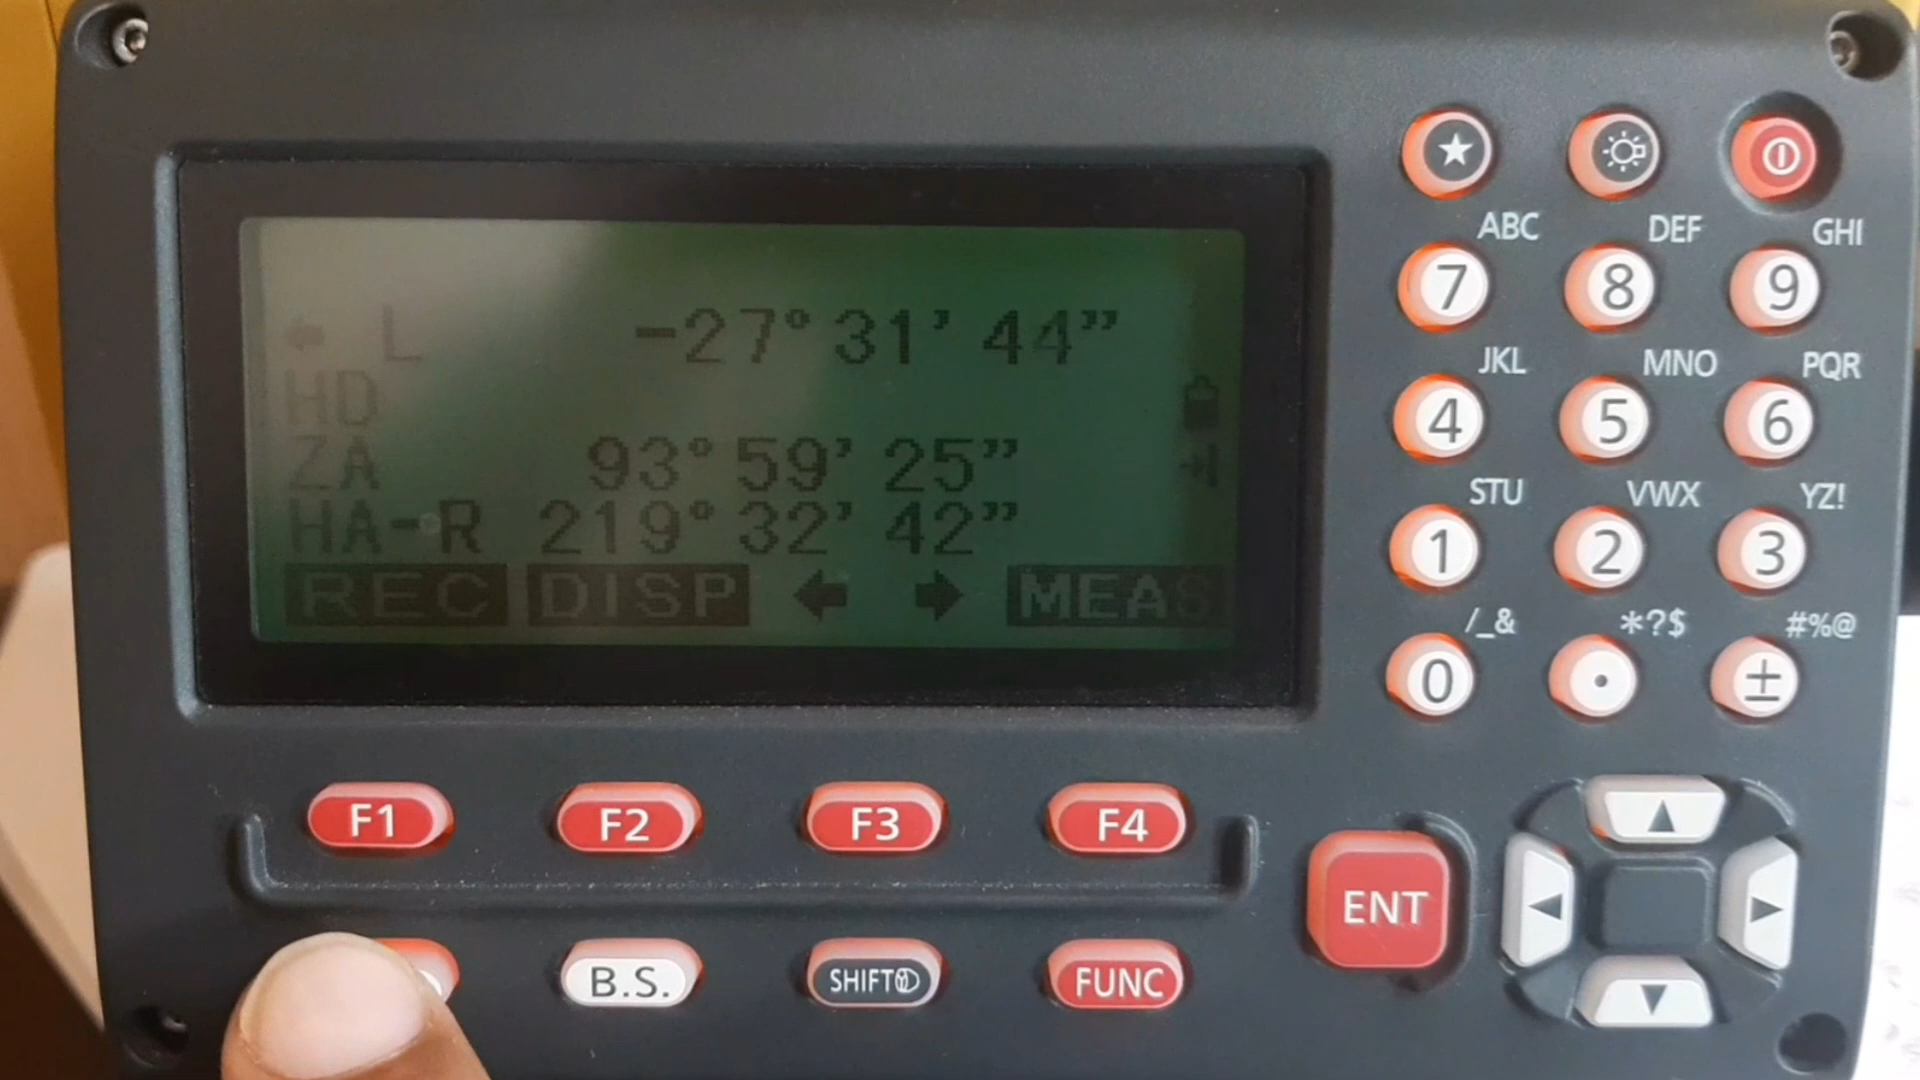 ← L -27° 31' 44"
HD
ZA 93° 59' 25"
HA-R 219° 32' 42"
REC DISP ← → MEAS
ABC DEF GHI
7 8 9
JKL MNO PQR
4 5 6
STU VWX YZ!
1 2 3
/_& *?$ #%@
0 . ±
F1 F2 F3 F4
ENT
B.S. SHIFT FUNC